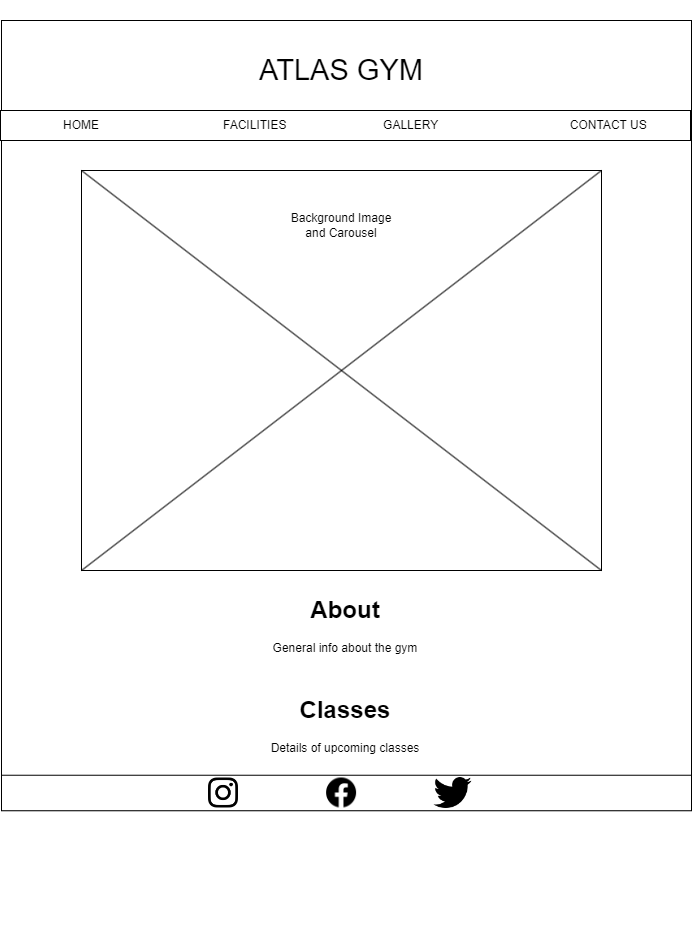 ATLAS GYM
HOME FACILITIES GALLERY CONTACT US
Background Image
and Carousel
About
General info about the gym
Classes
Details of upcoming classes